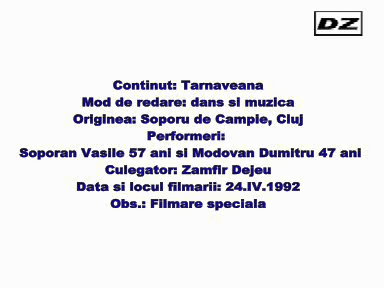 DZ
Continut: Tarnaveana
Mod de redare: dans si muzica
Originea: Soporu de Campie, Cluj
Performeri:
Soporan Vasile 57 ani si Modovan Dumitru 47 ani
Culegator: Zamfir Dejeu
Data si locul filmarii: 24.IV.1992
Obs.: Filmare speciala